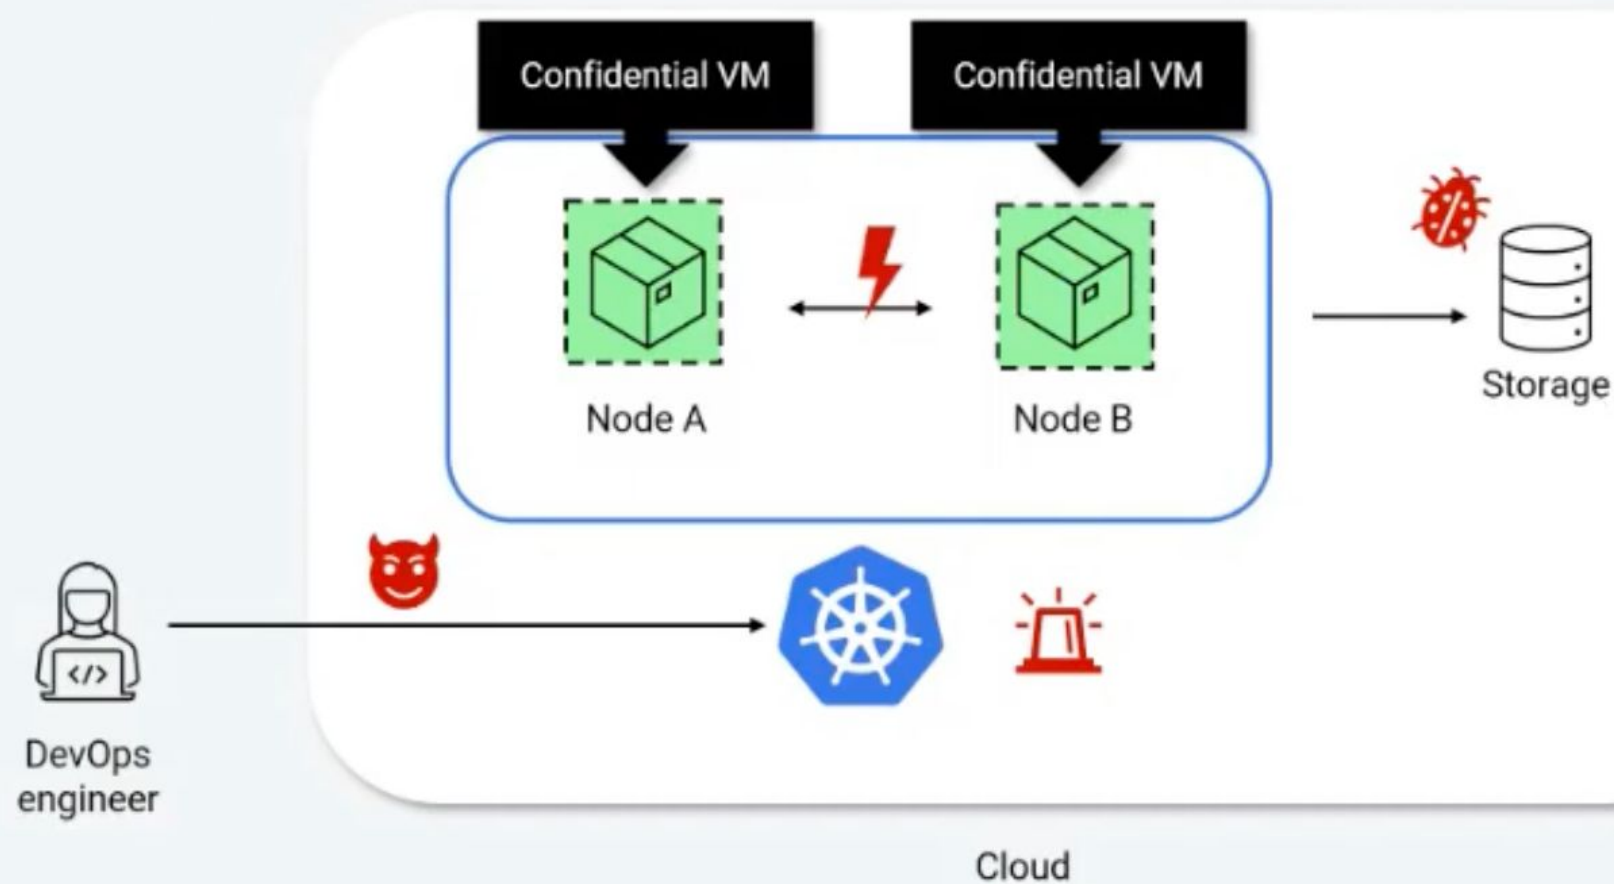 Confidential VM
Confidential VM
Node A
Node B
Storage
</>
DevOps
engineer
Cloud